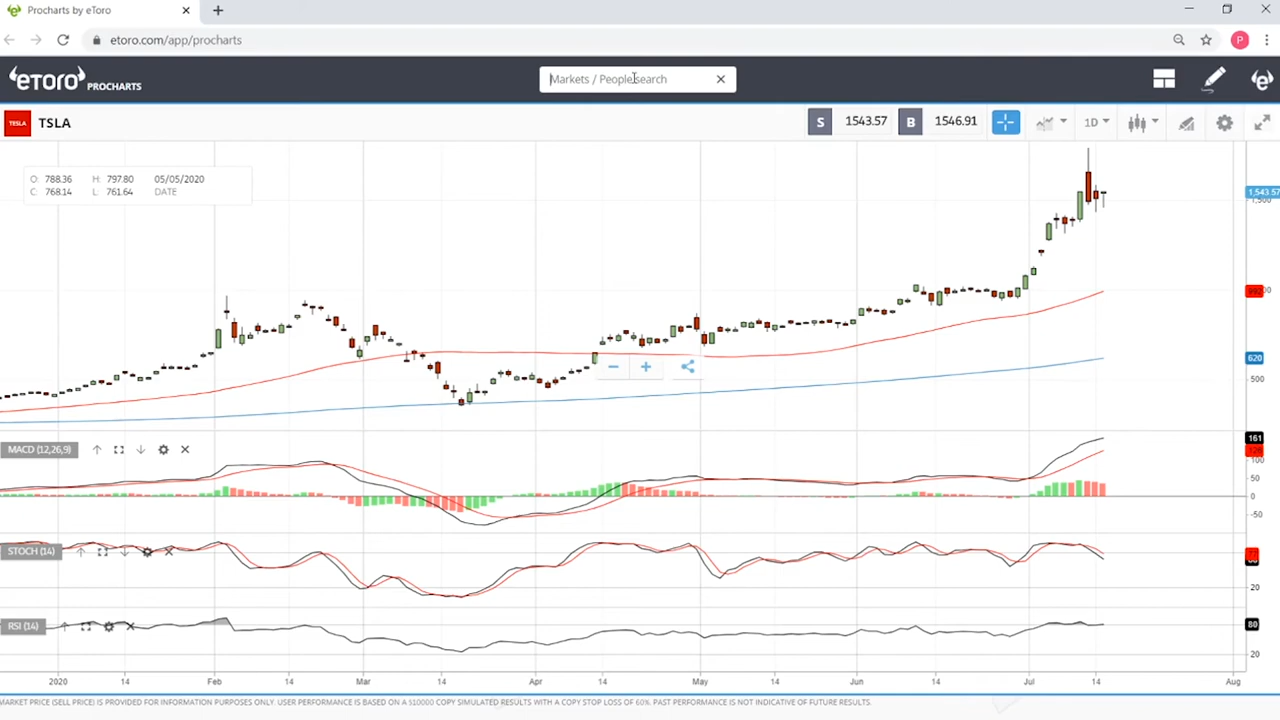 Procharts by eToro
etoro.com/app/procharts
P
eToro PROCHARTS
Markets / People search
TESLA
TSLA
S 1543.57 B 1546.91
1D
O: 788.36 H: 797.80 05/05/2020
C: 768.14 L: 761.64 DATE
1,543.57
620
500
MACD (12,26,9)
161
100
50
0
-50
STOCH (14)
20
RSI (14)
80
20
2020 14 Feb 14 Mar 14 Apr 14 May 14 Jun 14 Jul 14 Aug
MARKET PRICE (SELL PRICE) IS PROVIDED FOR INFORMATION PURPOSES ONLY. USER PERFORMANCE IS BASED ON A $10000 COPY SIMULATED RESULTS WITH A COPY STOP LOSS OF 60%. PAST PERFORMANCE IS NOT INDICATIVE OF FUTURE RESULTS.